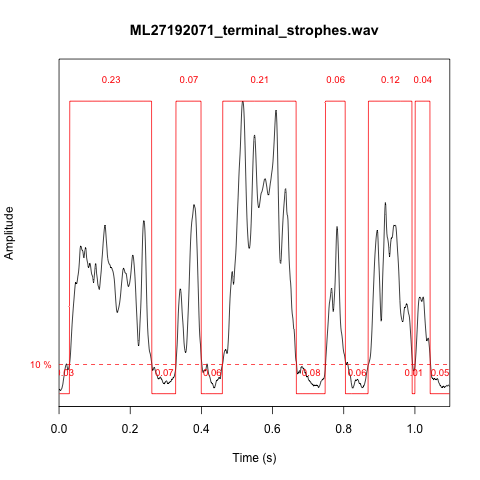 ML27192071_terminal_strophes.wav
0.23 0.07 0.21 0.06 0.12 0.04
Amplitude
10 %
0.03 0.07 0.06 0.08 0.06 0.01 0.05
0.0 0.2 0.4 0.6 0.8 1.0
Time (s)